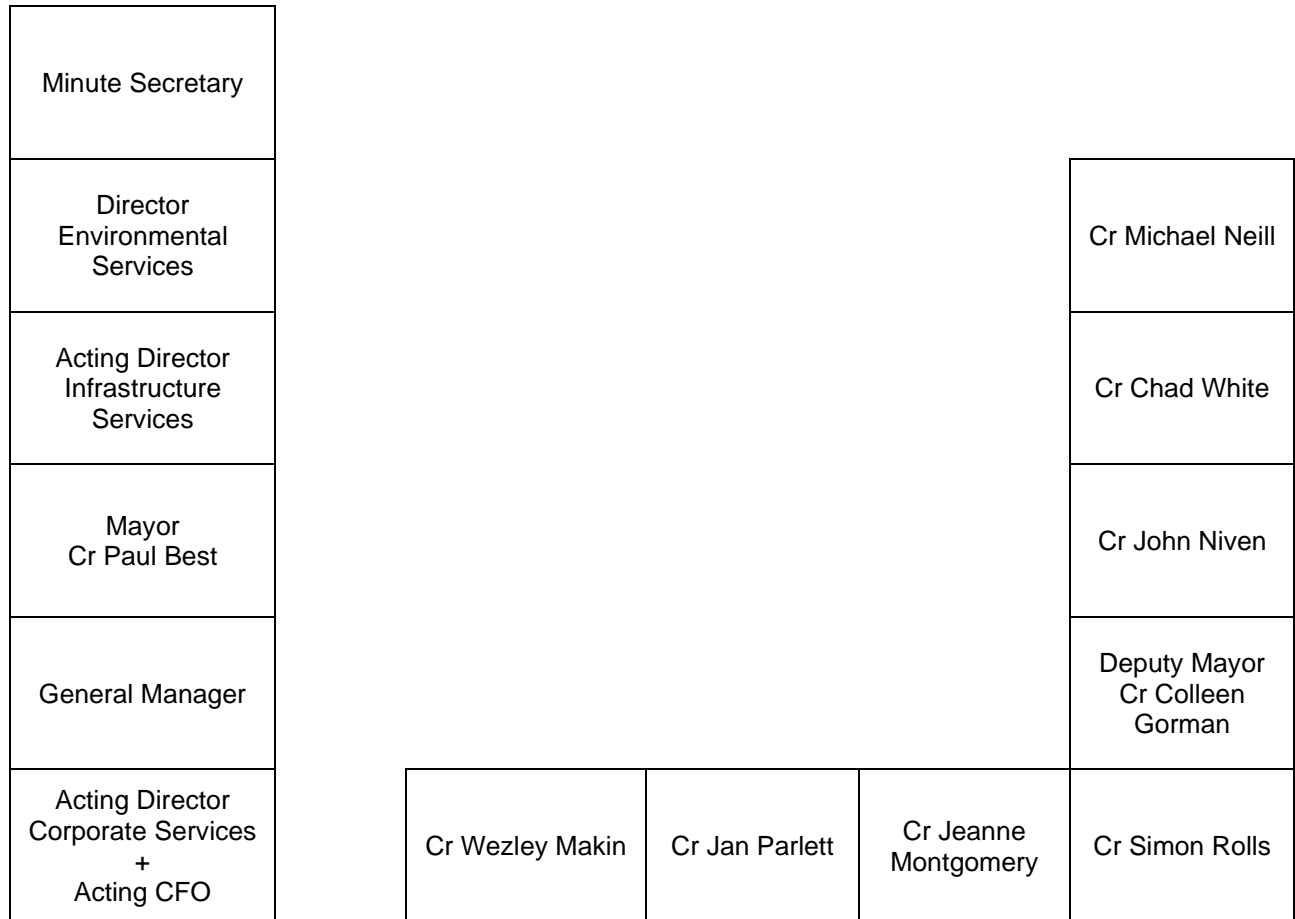 Minute Secretary
Director
Environmental
Services
Cr Michael Neill
Acting Director
Infrastructure
Services
Cr Chad White
Mayor
Cr Paul Best
Cr John Niven
General Manager
Deputy Mayor
Cr Colleen
Gorman
Acting Director
Corporate Services
+
Acting CFO
Cr Wezley Makin
Cr Jan Parlett
Cr Jeanne
Montgomery
Cr Simon Rolls